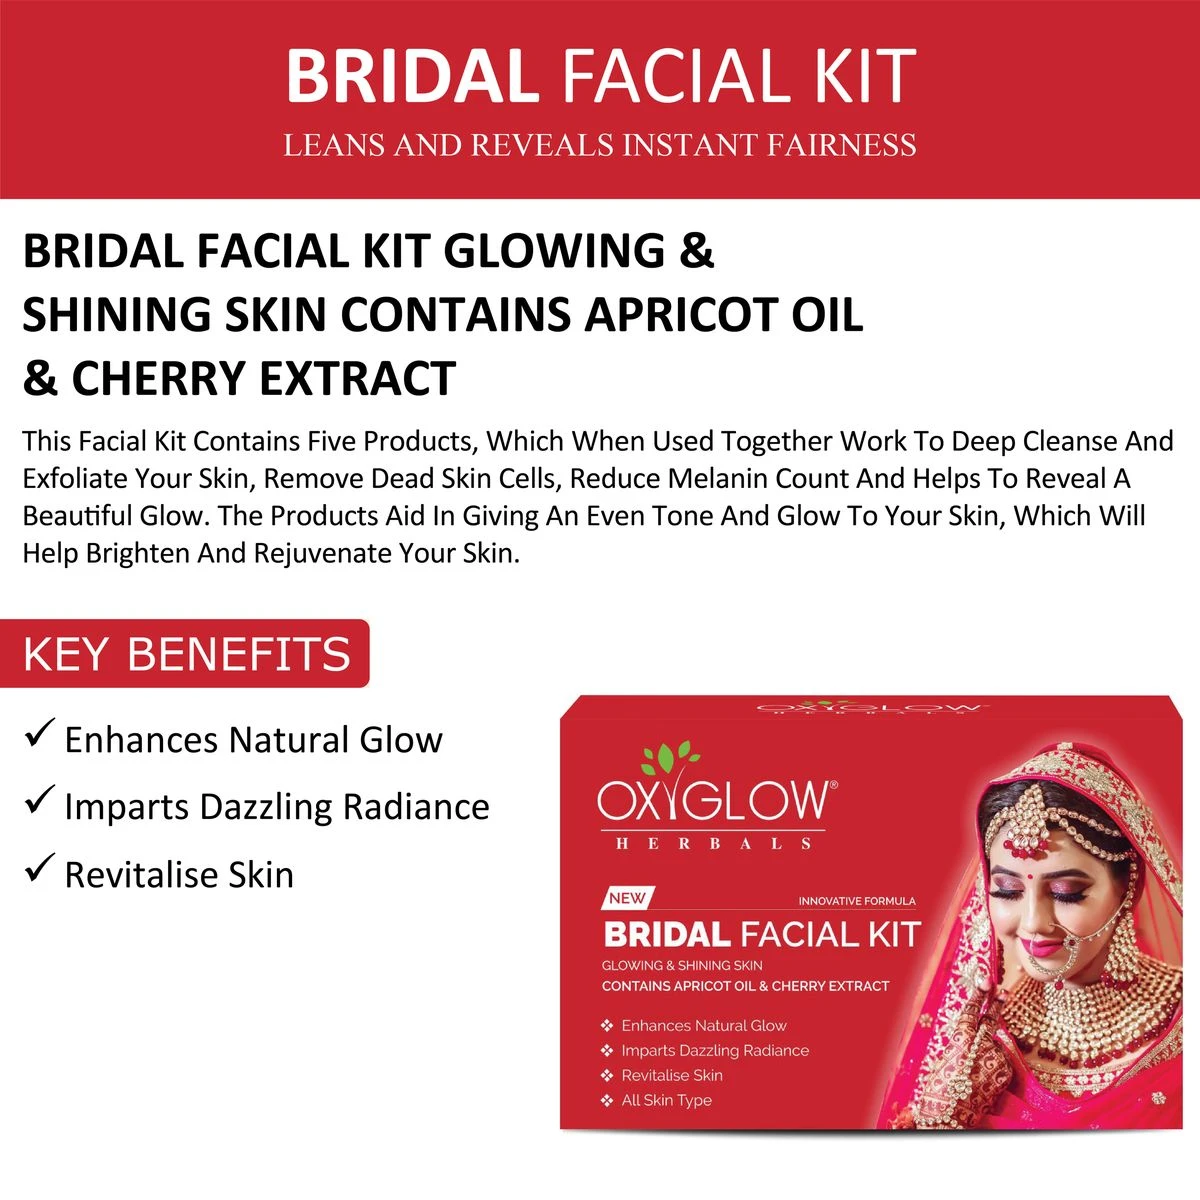 BRIDAL FACIAL KIT
LEANS AND REVEALS INSTANT FAIRNESS
BRIDAL FACIAL KIT GLOWING &
SHINING SKIN CONTAINS APRICOT OIL
& CHERRY EXTRACT
This Facial Kit Contains Five Products, Which When Used Together Work To Deep Cleanse And
Exfoliate Your Skin, Remove Dead Skin Cells, Reduce Melanin Count And Helps To Reveal A
Beautiful Glow. The Products Aid In Giving An Even Tone And Glow To Your Skin, Which Will
Help Brighten And Rejuvenate Your Skin.
KEY BENEFITS
✓ Enhances Natural Glow
✓ Imparts Dazzling Radiance
✓ Revitalise Skin
OXYGLOW
HERBALS
OXYGLOW®
HERBALS
NEW
INNOVATIVE FORMULA
BRIDAL FACIAL KIT
GLOWING & SHINING SKIN
CONTAINS APRICOT OIL & CHERRY EXTRACT
❖ Enhances Natural Glow
❖ Imparts Dazzling Radiance
❖ Revitalise Skin
❖ All Skin Type